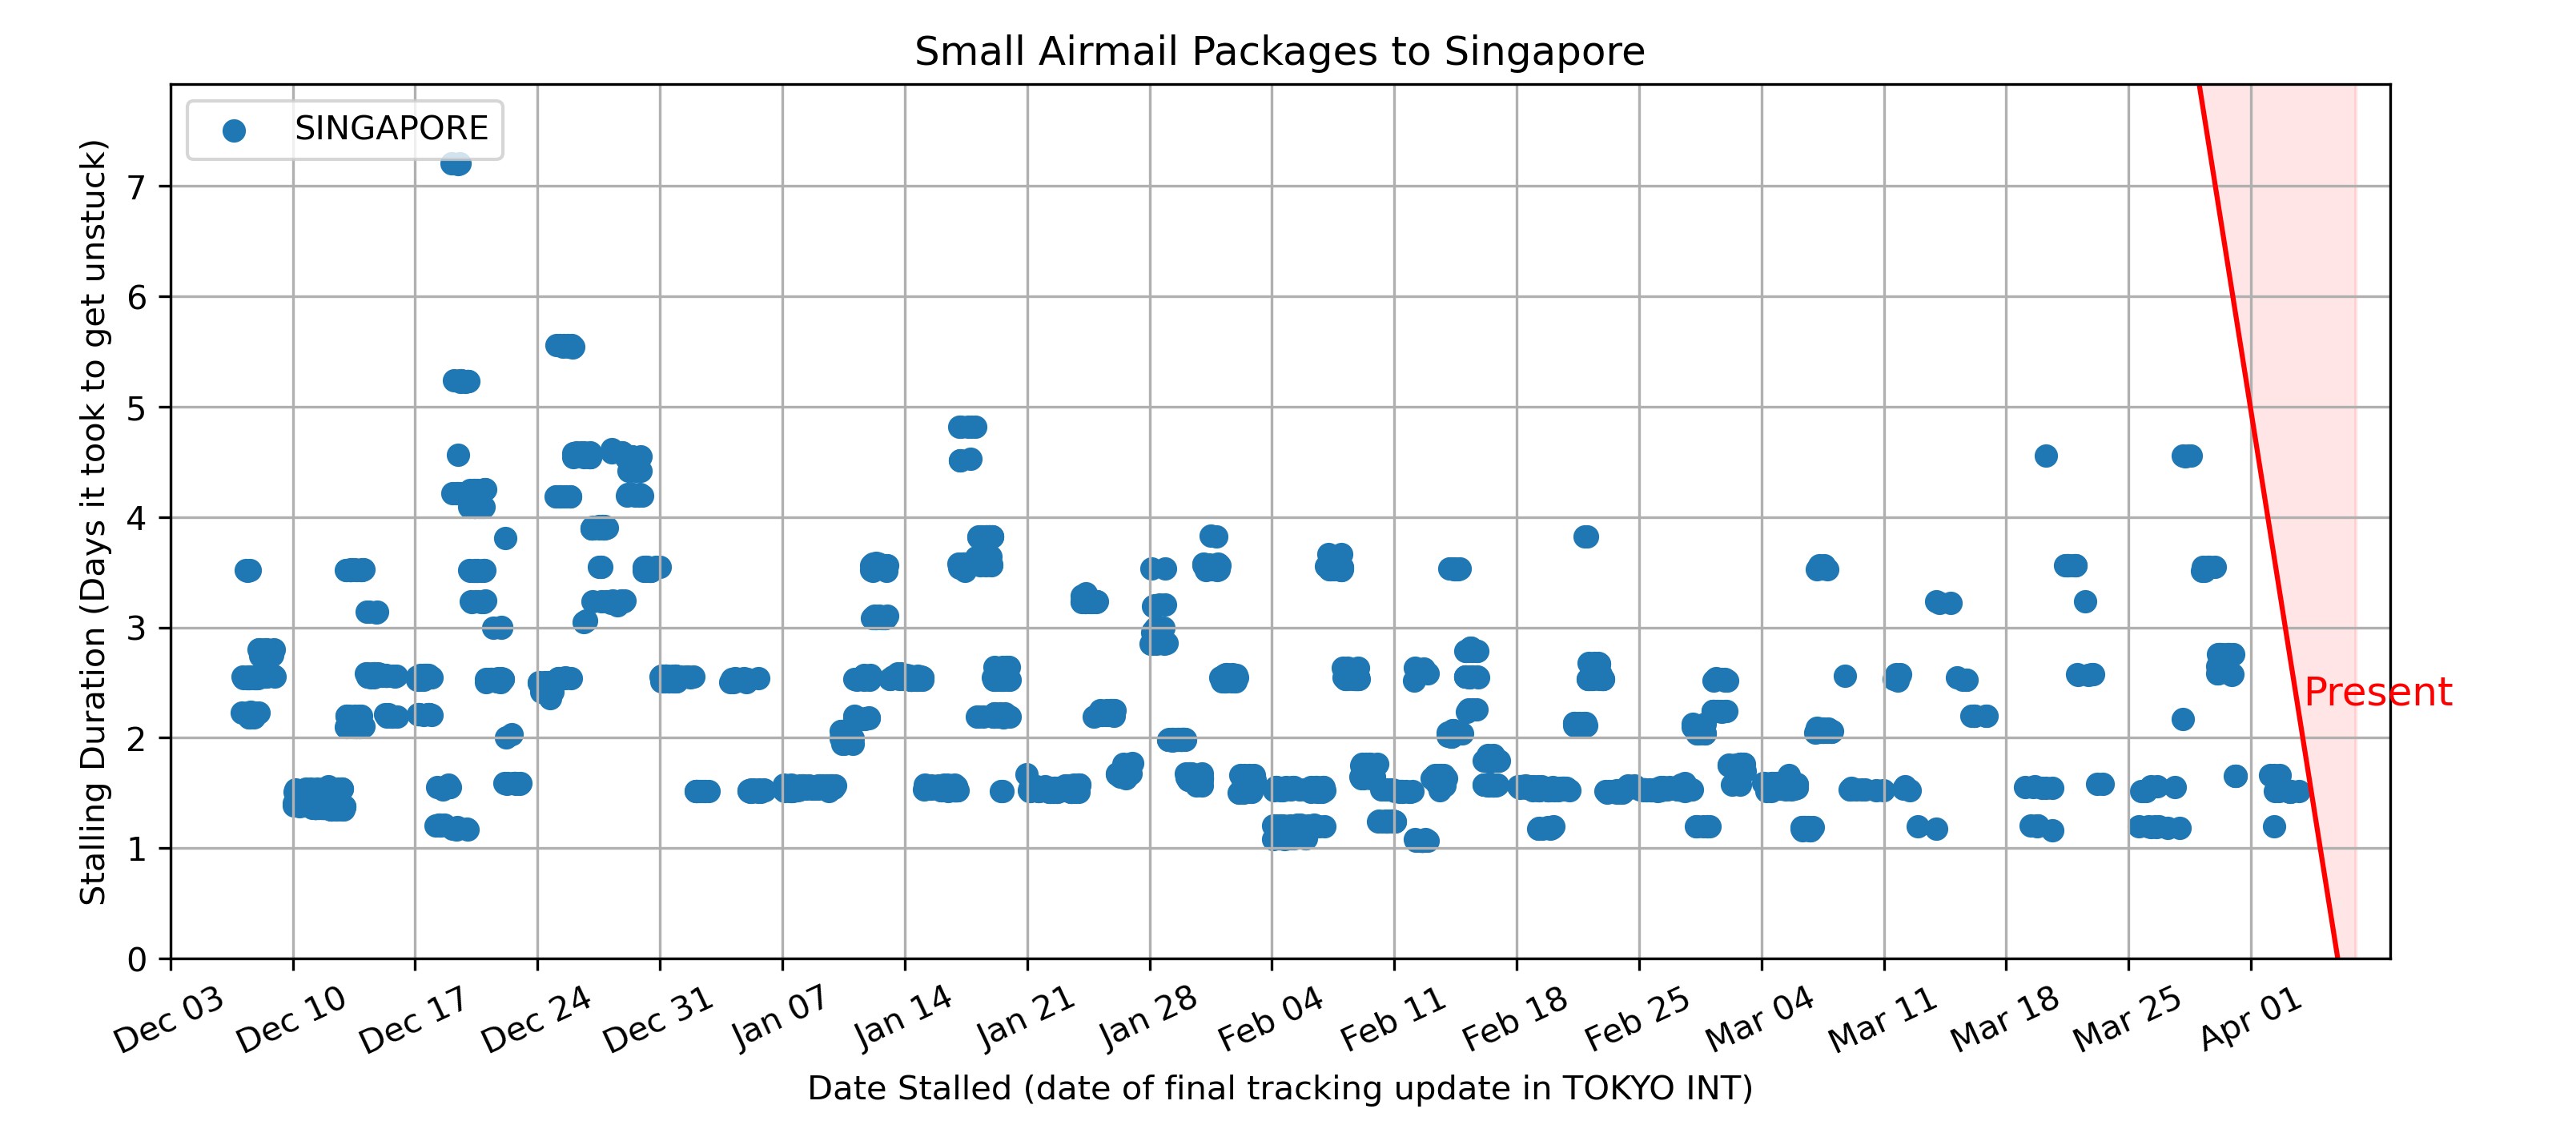 Small Airmail Packages to Singapore
SINGAPORE
Stalling Duration (Days it took to get unstuck)
7
6
5
4
3
2
1
0
Present
Dec 03
Dec 10
Dec 17
Dec 24
Dec 31
Jan 07
Jan 14
Jan 21
Jan 28
Feb 04
Feb 11
Feb 18
Feb 25
Mar 04
Mar 11
Mar 18
Mar 25
Apr 01
Date Stalled (date of final tracking update in TOKYO INT)